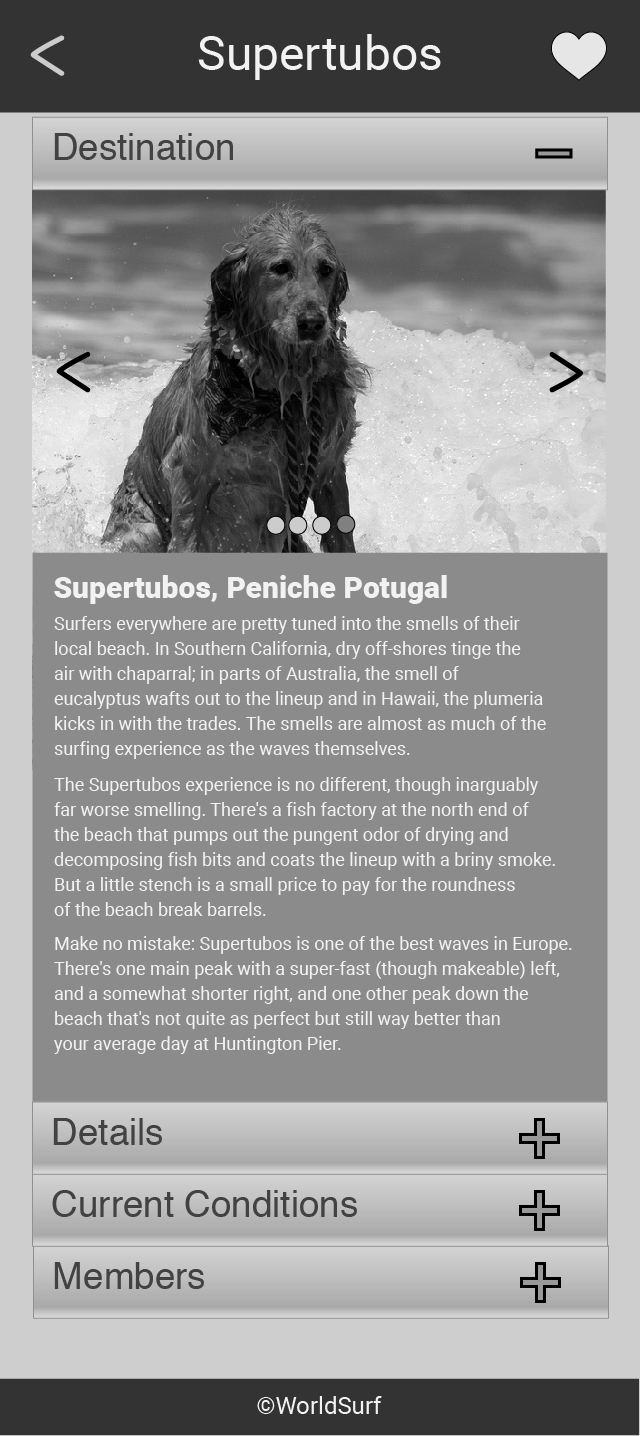 Supertubos
Destination
Supertubos, Peniche Potugal
Surfers everywhere are pretty tuned into the smells of their
local beach. In Southern California, dry off-shores tinge the
air with chaparral; in parts of Australia, the smell of
eucalyptus wafts out to the lineup and in Hawaii, the plumeria
kicks in with the trades. The smells are almost as much of the
surfing experience as the waves themselves.
The Supertubos experience is no different, though inarguably
far worse smelling. There's a fish factory at the north end of
the beach that pumps out the pungent odor of drying and
decomposing fish bits and coats the lineup with a briny smoke.
But a little stench is a small price to pay for the roundness
of the beach break barrels.
Make no mistake: Supertubos is one of the best waves in Europe.
There's one main peak with a super-fast (though makeable) left,
and a somewhat shorter right, and one other peak down the
beach that's not quite as perfect but still way better than
your average day at Huntington Pier.
Details
Current Conditions
Members
©WorldSurf